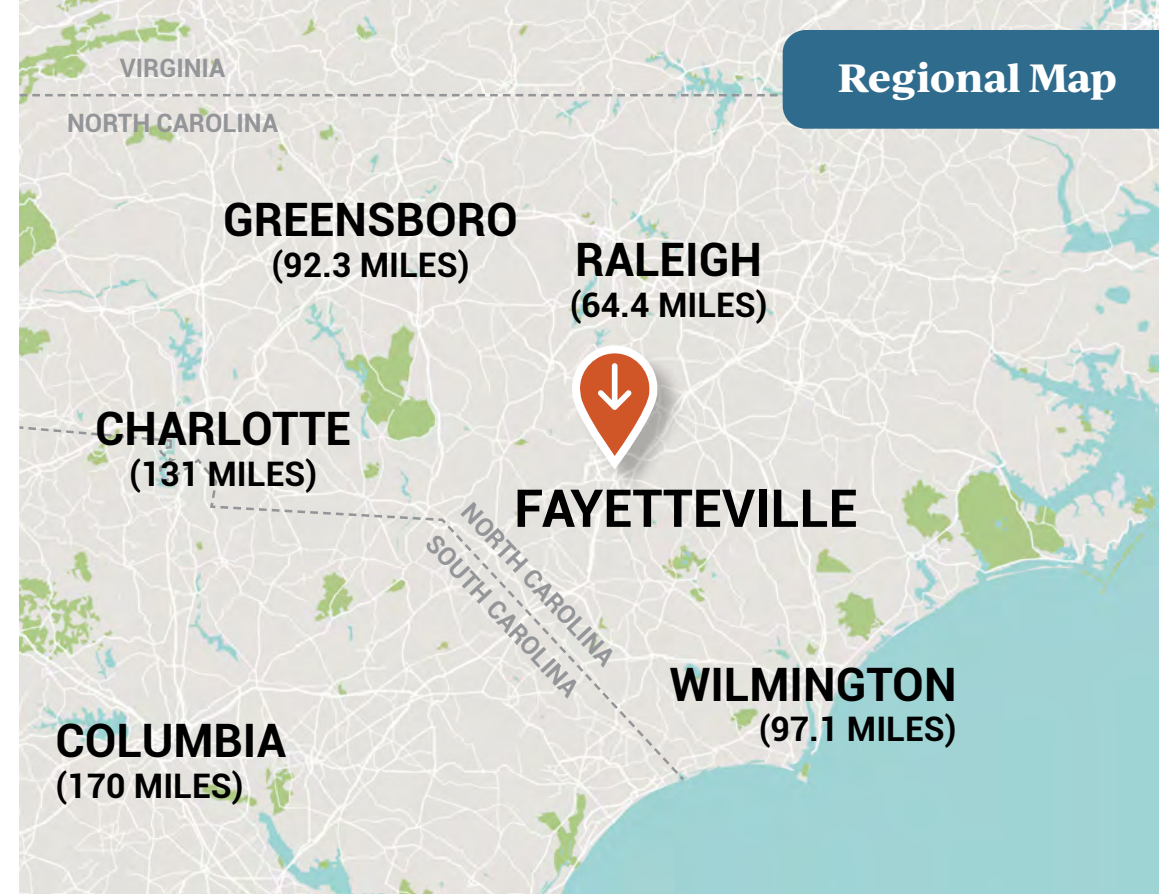 VIRGINIA
Regional Map
NORTH CAROLINA
GREENSBORO
(92.3 MILES)
RALEIGH
(64.4 MILES)
CHARLOTTE
(131 MILES)
FAYETTEVILLE
NORTH CAROLINA
SOUTH CAROLINA
WILMINGTON
(97.1 MILES)
COLUMBIA
(170 MILES)